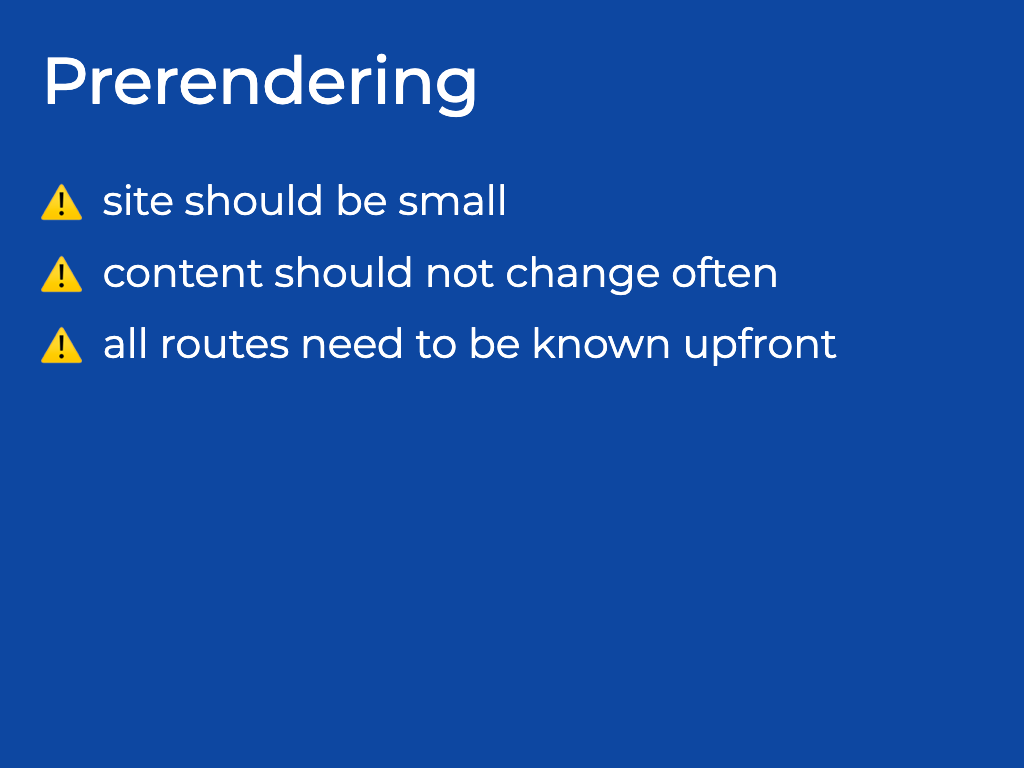 Prerendering
⚠️ site should be small
⚠️ content should not change often
⚠️ all routes need to be known upfront